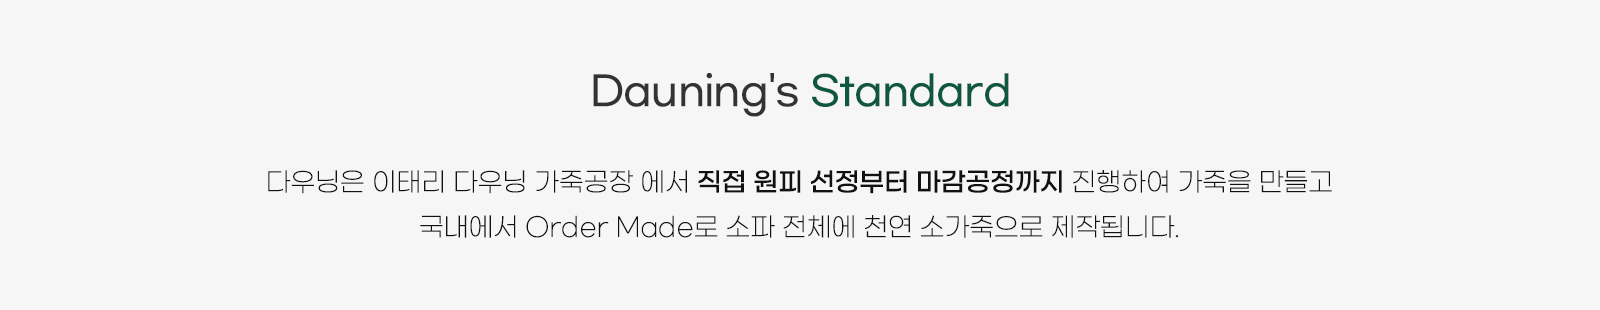 Dauning's Standard
다우닝은 이태리 다우닝 가죽공장 에서 직접 원피 선정부터 마감공정까지 진행하여 가죽을 만들고
국내에서 Order Made로 소파 전체에 천연 소가죽으로 제작됩니다.